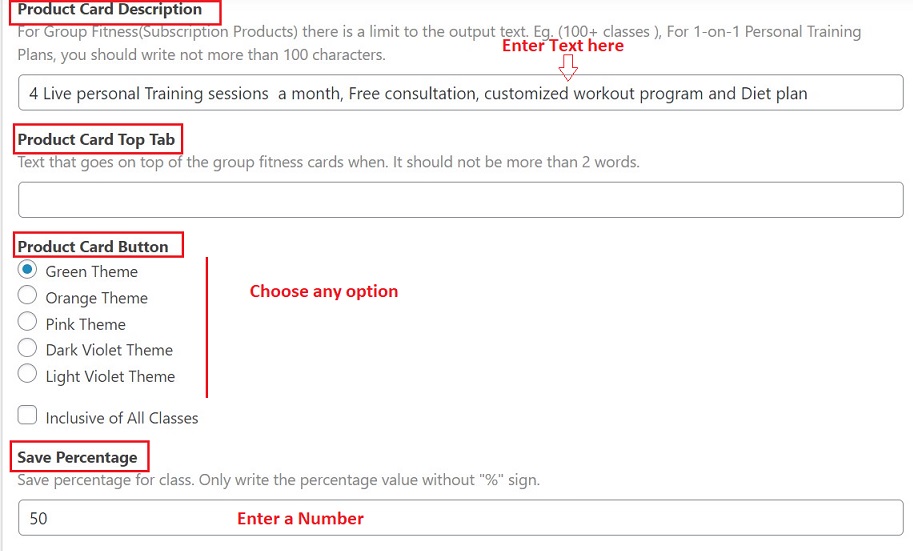 Product Card Description
For Group Fitness(Subscription Products) there is a limit to the output text. Eg. (100+ classes ), For 1-on-1 Personal Training
Plans, you should write not more than 100 characters.
Enter Text here
4 Live personal Training sessions  a month, Free consultation, customized workout program and Diet plan
Product Card Top Tab
Text that goes on top of the group fitness cards when. It should not be more than 2 words.
Product Card Button
Green Theme
Orange Theme
Choose any option
Pink Theme
Dark Violet Theme
Light Violet Theme
Inclusive of All Classes
Save Percentage
Save percentage for class. Only write the percentage value without "%" sign.
50 Enter a Number